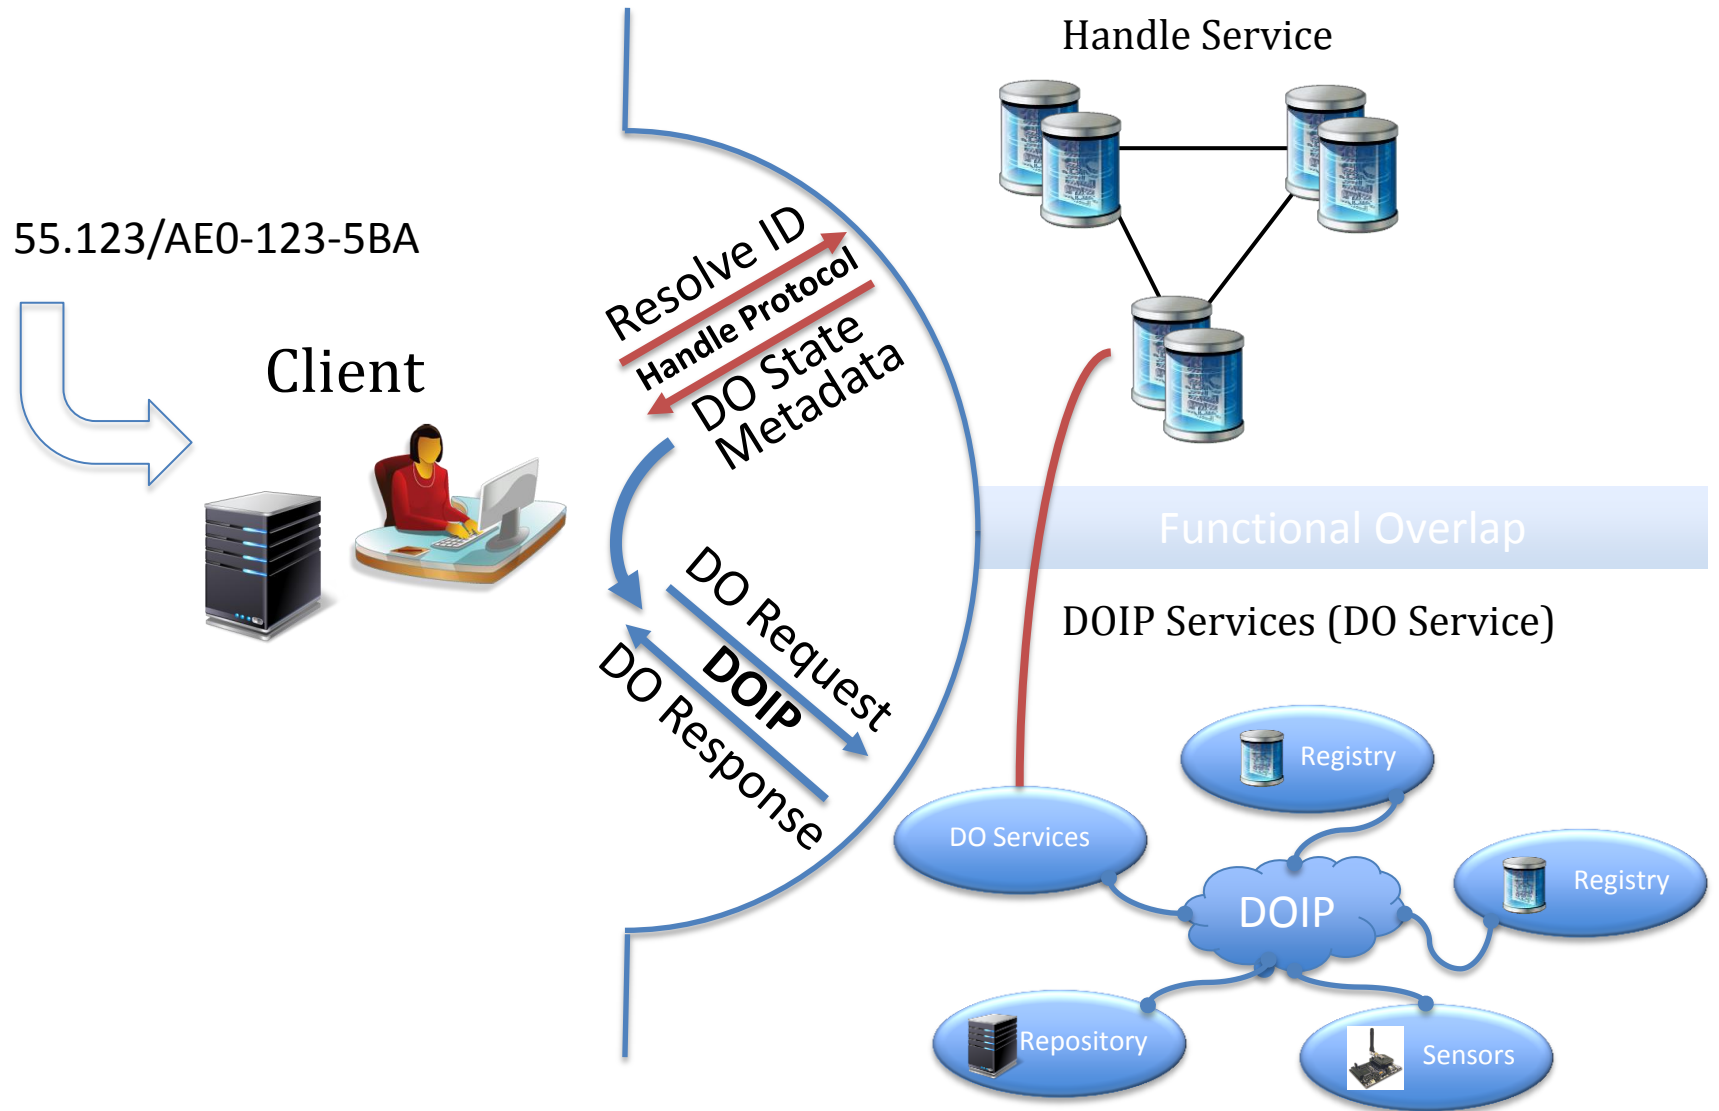 Handle Service
55.123/AE0-123-5BA
Client
Resolve ID
Handle Protocol
DO State
Metadata
Functional Overlap
DOIP Services (DO Service)
DO Request
DOIP
DO Response
Registry
DO Services
Registry
DOIP
Repository
Sensors